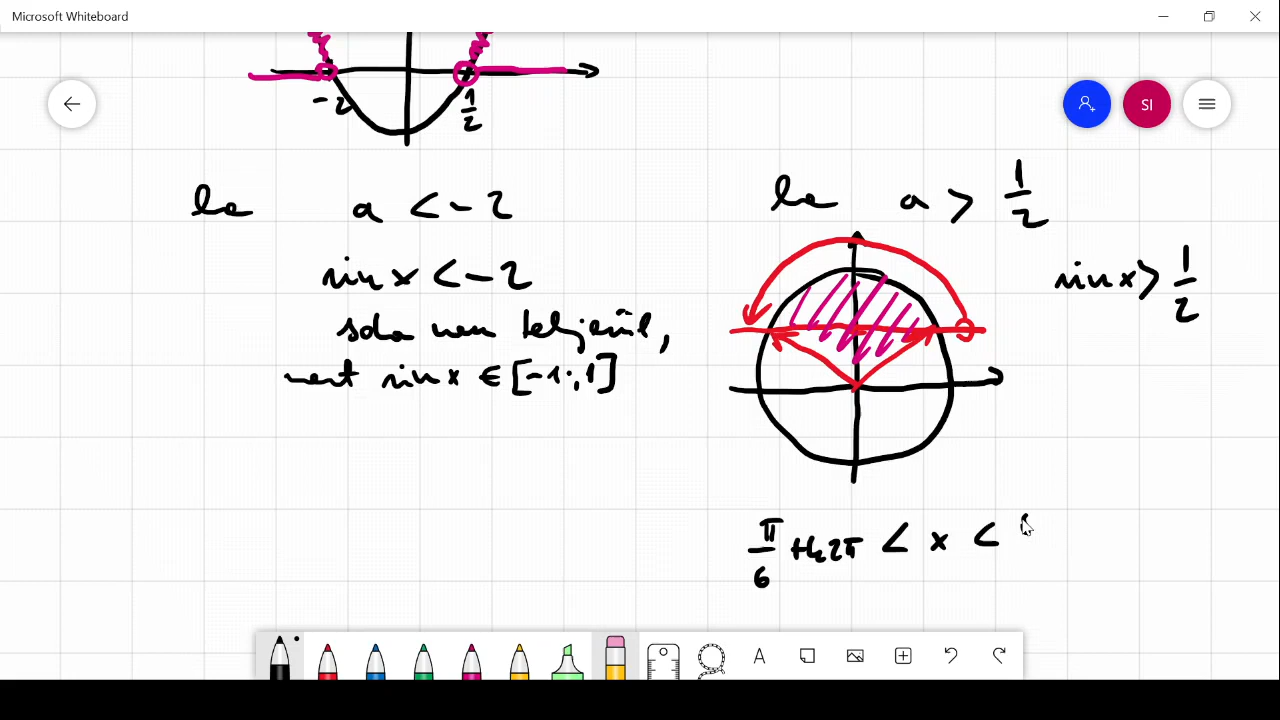 Microsoft Whiteboard
SI
-2
1/2
ha a < -2
sin x < -2
soha nem teljesül,
mert sin x ∈ [-1;1]
ha a > 1/2
sin x > 1/2
π/6 + k2π < x <
A